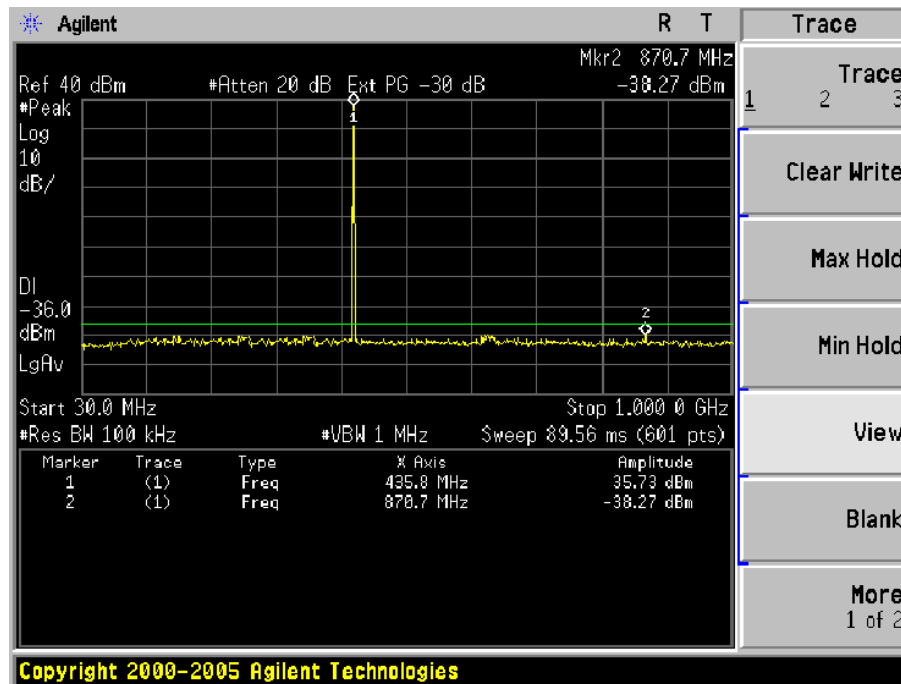 Agilent R T Trace
Mkr2 870.7 MHz
Ref 40 dBm #Atten 20 dB Ext PG -30 dB -38.27 dBm
#Peak
Log
10
dB/
1
DI
-36.0
dBm
LgAv
2
Start 30.0 MHz Stop 1.000 0 GHz
#Res BW 100 kHz #VBW 1 MHz Sweep 89.56 ms (601 pts)
Marker Trace Type X Axis Amplitude
1 (1) Freq 435.8 MHz 35.73 dBm
2 (1) Freq 870.7 MHz -38.27 dBm
Trace
1 2 3
Clear Write
Max Hold
Min Hold
View
Blank
More
1 of 2
Copyright 2000-2005 Agilent Technologies